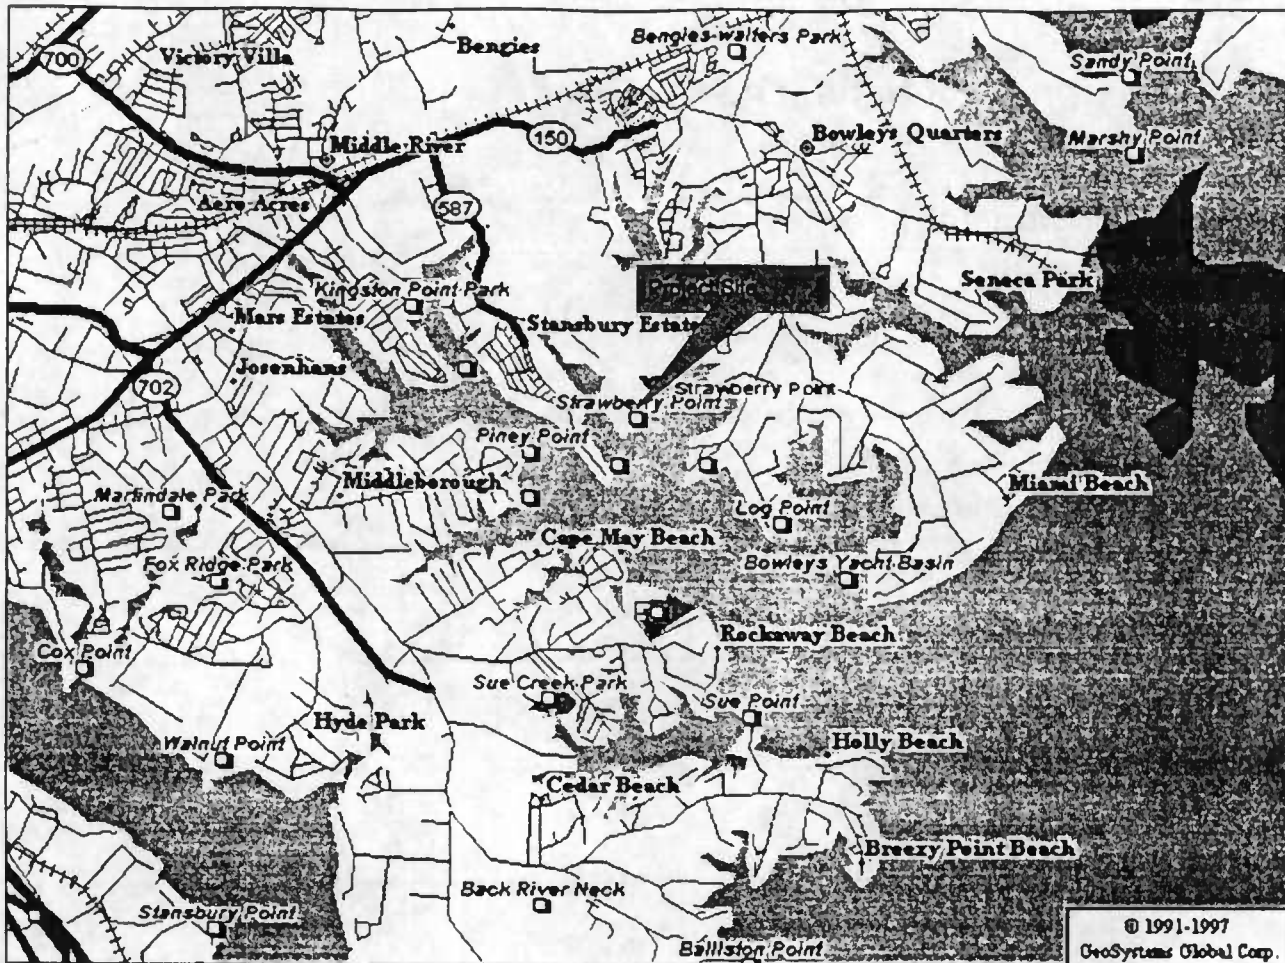 Bengies
Bengies-walters Park
700
Victory Villa
Sandy Point
150
Bowleys Quarters
Marshy Point
Middle River
Aero Acres
587
Seneca Park
Kingston Point Park
Project Site
Mars Estates
Stansbury Estate
Josenhans
702
Strawberry Point
Strawberry Point
Piney Point
Middleborough
Miami Beach
Martindale Park
Log Point
Cape May Beach
Fox Ridge Park
Bowleys Yacht Basin
Rockaway Beach
Cox Point
Sue Creek Park
Sue Point
Hyde Park
Walnut Point
Holly Beach
Cedar Beach
Breezy Point Beach
Back River Neck
Stansbury Point
Balliston Point
© 1991-1997
GeoSystems Global Corp.